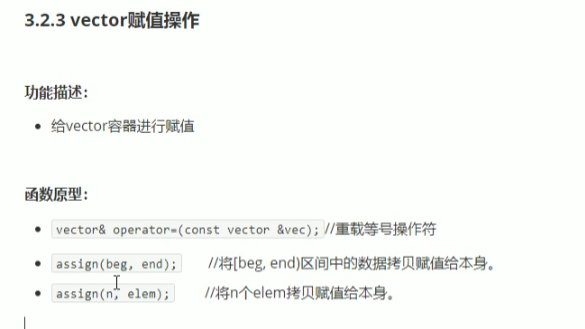 3.2.3 vector赋值操作
功能描述：
给vector容器进行赋值
函数原型：
vector& operator=(const vector &vec); //重载等号操作符
assign(beg, end); //将[beg, end)区间中的数据拷贝赋值给本身。
assign(n, elem); //将n个elem拷贝赋值给本身。